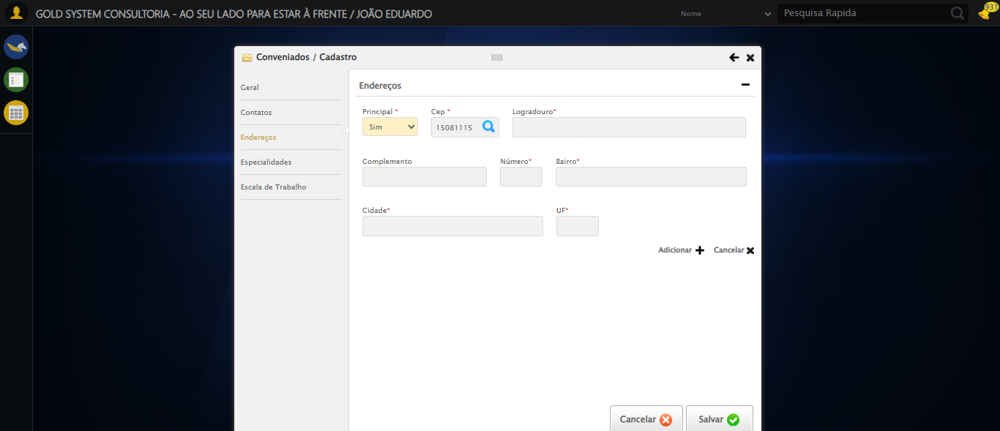 GOLD SYSTEM CONSULTORIA - AO SEU LADO PARA ESTAR À FRENTE / JOÃO EDUARDO
Nome
Pesquisa Rapida
931
Conveniados / Cadastro
Geral
Contatos
Endereços
Especialidades
Escala de Trabalho
Endereços
Principal * Cep * Logradouro*
Sim 15081115
Complemento Número* Bairro*
Cidade* UF*
Adicionar Cancelar
Cancelar Salvar